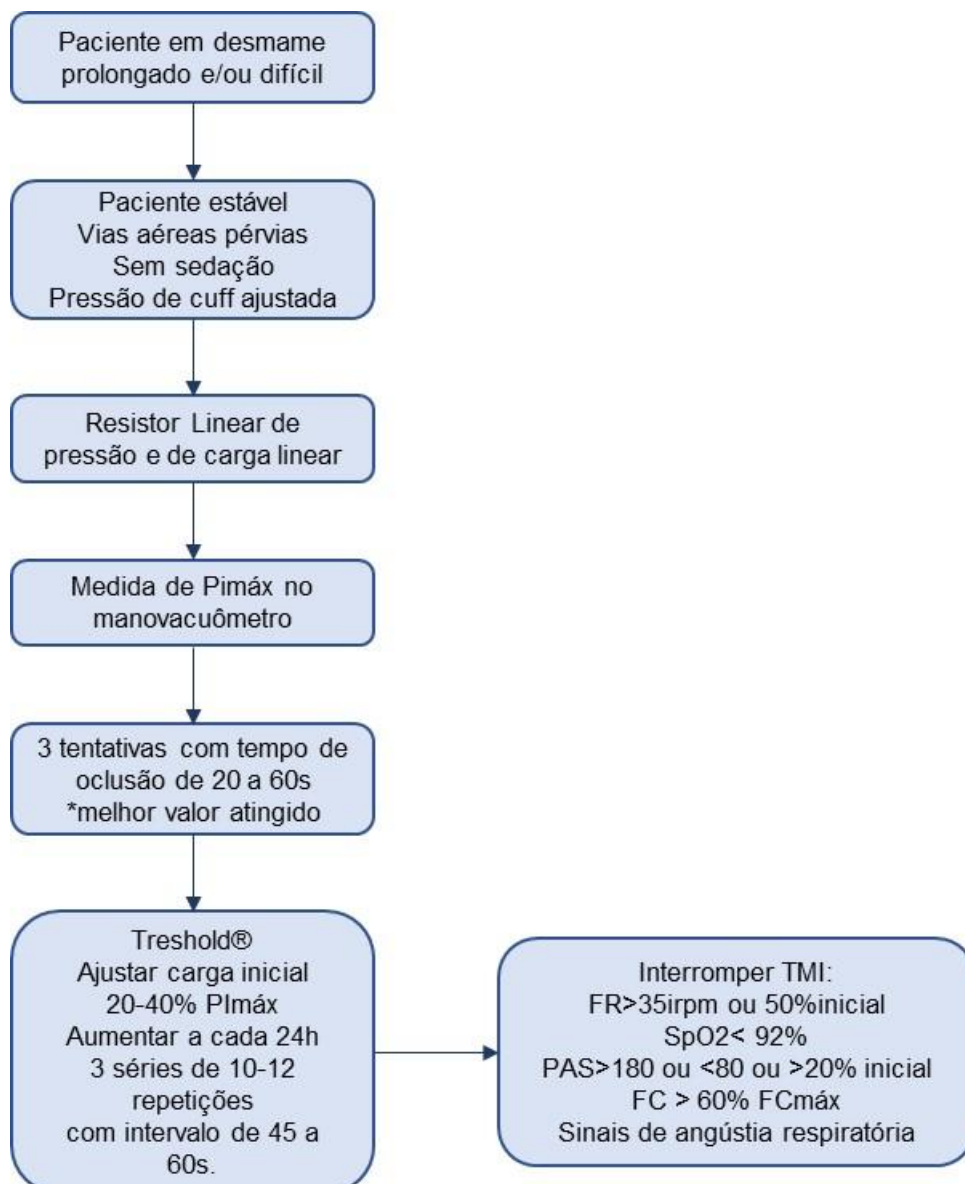 Paciente em desmame
prolongado e/ou difícil
Paciente estável
Vias aéreas pérvias
Sem sedação
Pressão de cuff ajustada
Resistor Linear de
pressão e de carga linear
Medida de Pimáx no
manovacuômetro
3 tentativas com tempo de
oclusão de 20 a 60s
*melhor valor atingido
Treshold®
Ajustar carga inicial
20-40% PImáx
Aumentar a cada 24h
3 séries de 10-12
repetições
com intervalo de 45 a
60s.
Interromper TMI:
FR>35irpm ou 50%inicial
SpO2< 92%
PAS>180 ou <80 ou >20% inicial
FC > 60% FCmáx
Sinais de angústia respiratória